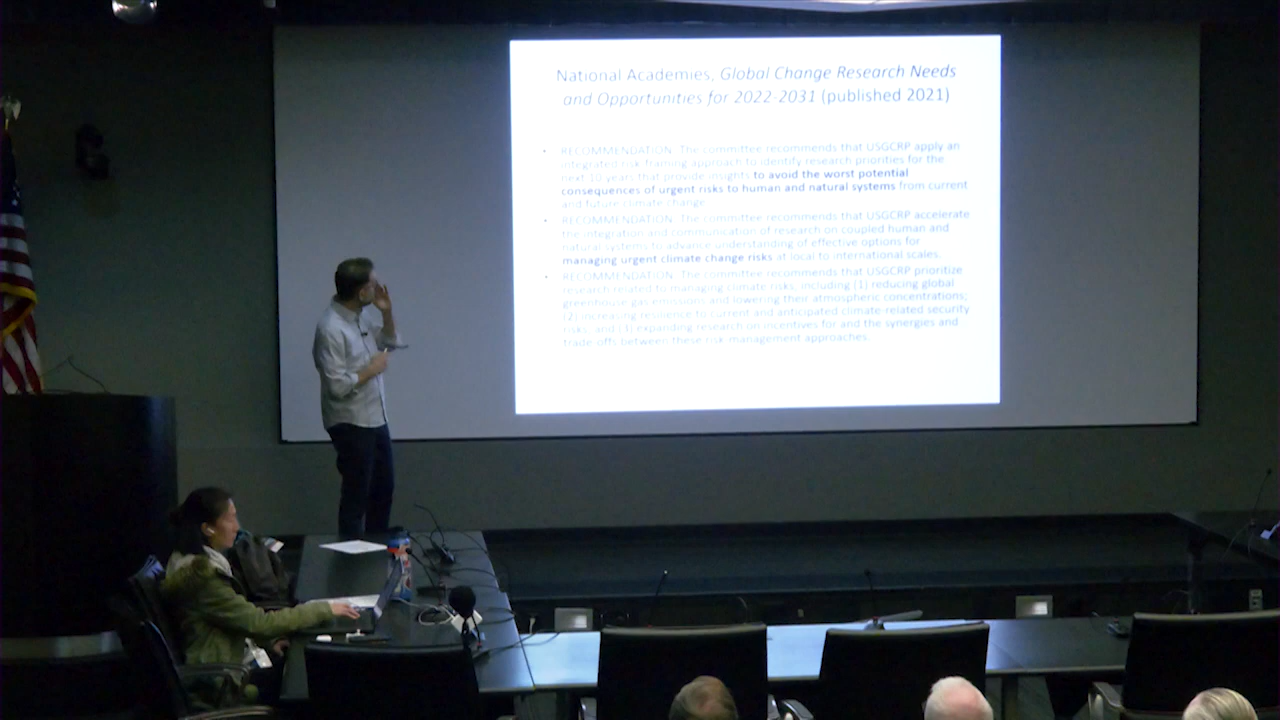 National Academies, Global Change Research Needs
and Opportunities for 2022-2031 (published 2021)
• RECOMMENDATION: The committee recommends that USGCRP apply an
integrated risk framing approach to identify research priorities for the
next 10 years that provide insights to avoid the worst potential
consequences of urgent risks to human and natural systems from current
and future climate change.
• RECOMMENDATION: The committee recommends that USGCRP accelerate
the integration and communication of research on coupled human and
natural systems to advance understanding of effective options for
managing urgent climate change risks at local to international scales.
• RECOMMENDATION: The committee recommends that USGCRP prioritize
research related to managing climate risks, including (1) reducing global
greenhouse gas emissions and lowering their atmospheric concentrations;
(2) increasing resilience to current and anticipated climate-related security
risks; and (3) expanding research on incentives for and the synergies and
trade-offs between these risk management approaches.